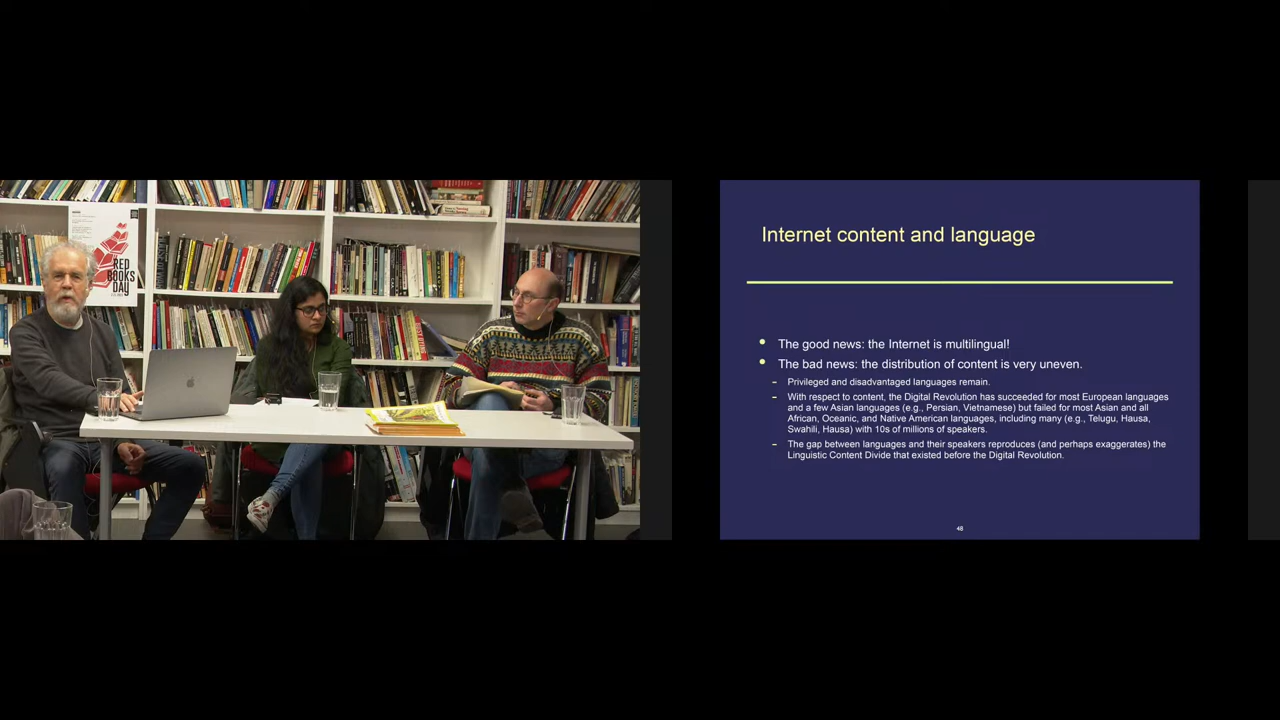 RED
BOOKS
DAY
Internet content and language
The good news: the Internet is multilingual!
The bad news: the distribution of content is very uneven.
Privileged and disadvantaged languages remain.
With respect to content, the Digital Revolution has succeeded for most European languages
and a few Asian languages (e.g., Persian, Vietnamese) but failed for most Asian and all
African, Oceanic, and Native American languages, including many (e.g., Telugu, Hausa,
Swahili, Hausa) with 10s of millions of speakers.
The gap between languages and their speakers reproduces (and perhaps exaggerates) the
Linguistic Content Divide that existed before the Digital Revolution.
48